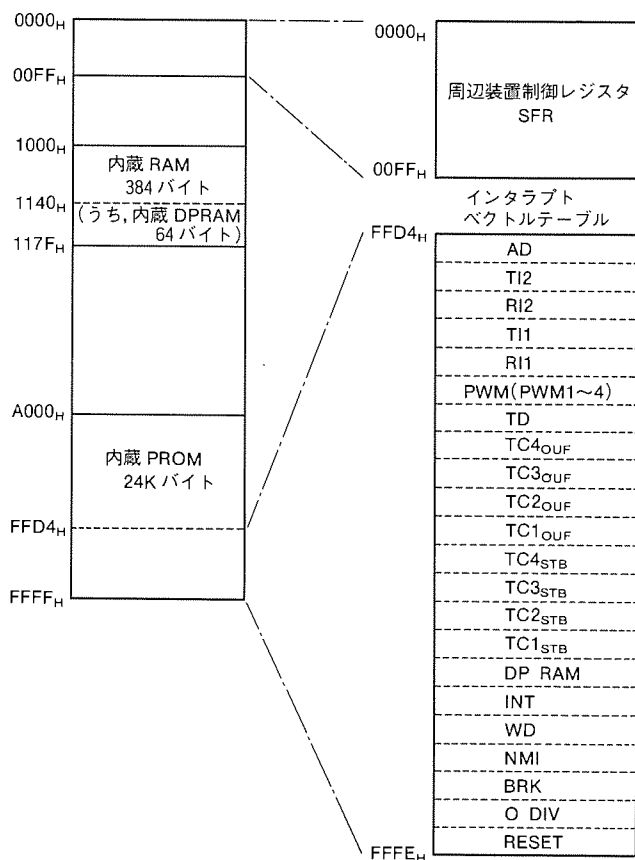 0000H
00FFH
1000H
内蔵 RAM
384 バイト
1140H
(うち, 内蔵 DPRAM
64 バイト)
117FH
A000H
内蔵 PROM
24K バイト
FFD4H
FFFFH
0000H
周辺装置制御レジスタ
SFR
00FFH
インタラプト
ベクトルテーブル
FFD4H
AD
TI2
RI2
TI1
RI1
PWM(PWM1〜4)
TD
TC4OUF
TC3OUF
TC2OUF
TC1OUF
TC4STB
TC3STB
TC2STB
TC1STB
DP RAM
INT
WD
NMI
BRK
O DIV
RESET
FFFEH